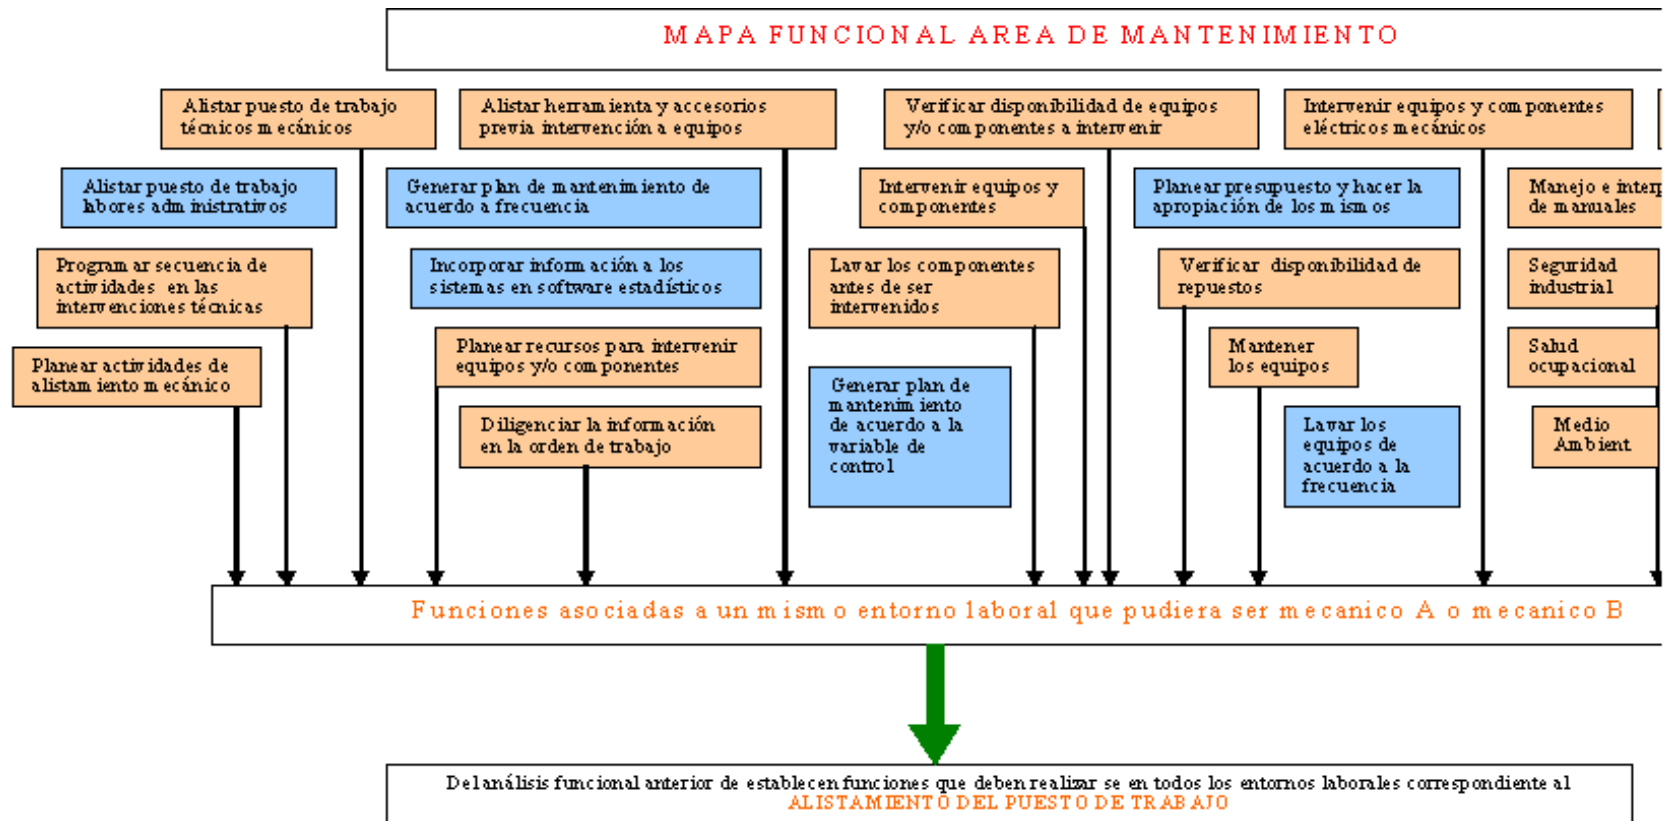 MAPA FUNCIONAL AREA DE MANTENIMIENTO
Alistar puesto de trabajo
técnicos mecánicos
Alistar herramienta y accesorios
previa intervención a equipos
Verificar disponibilidad de equipos
y/o componentes a intervenir
Intervenir equipos y componentes
eléctricos mecánicos
Alistar puesto de trabajo
labores administrativos
Generar plan de mantenimiento de
acuerdo a frecuencia
Intervenir equipos y
componentes
Planear presupuesto y hacer la
apropiación de los mismos
Manejo e interp
de manuales
Programar secuencia de
actividades en las
intervenciones técnicas
Incorporar información a los
sistemas en software estadísticos
Lavar los componentes
antes de ser
intervenidos
Verificar disponibilidad de
repuestos
Seguridad
industrial
Planear actividades de
alistamiento mecánico
Planear recursos para intervenir
equipos y/o componentes
Generar plan de
mantenimiento
de acuerdo a la
variable de
control
Mantener
los equipos
Salud
ocupacional
Diligenciar la información
en la orden de trabajo
Lavar los
equipos de
acuerdo a la
frecuencia
Medio
Ambient
Funciones asociadas a un mismo entorno laboral que pudiera ser mecanico A o mecanico B
Del análisis funcional anterior de establecen funciones que deben realizar se en todos los entornos laborales correspondiente al
ALISTAMIENTO DEL PUESTO DE TRABAJO